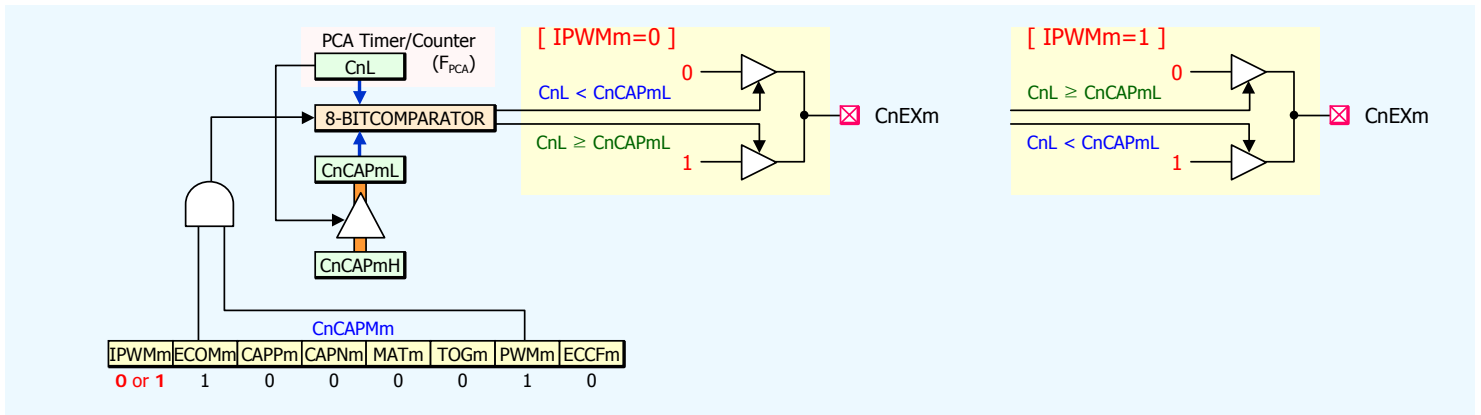 PCA Timer/Counter
(FPCA)
CnL
8-BITCOMPARATOR
CnCAPmL
CnCAPmH
[ IPWMm=0 ]
0
CnL < CnCAPmL
CnL ≥ CnCAPmL
1
CnEXm
[ IPWMm=1 ]
0
CnL ≥ CnCAPmL
CnL < CnCAPmL
1
CnEXm
CnCAPMm
IPWMm ECOMm CAPPm CAPNm MATm TOGm PWMm ECCFm
0 or 1 1 0 0 0 0 1 0